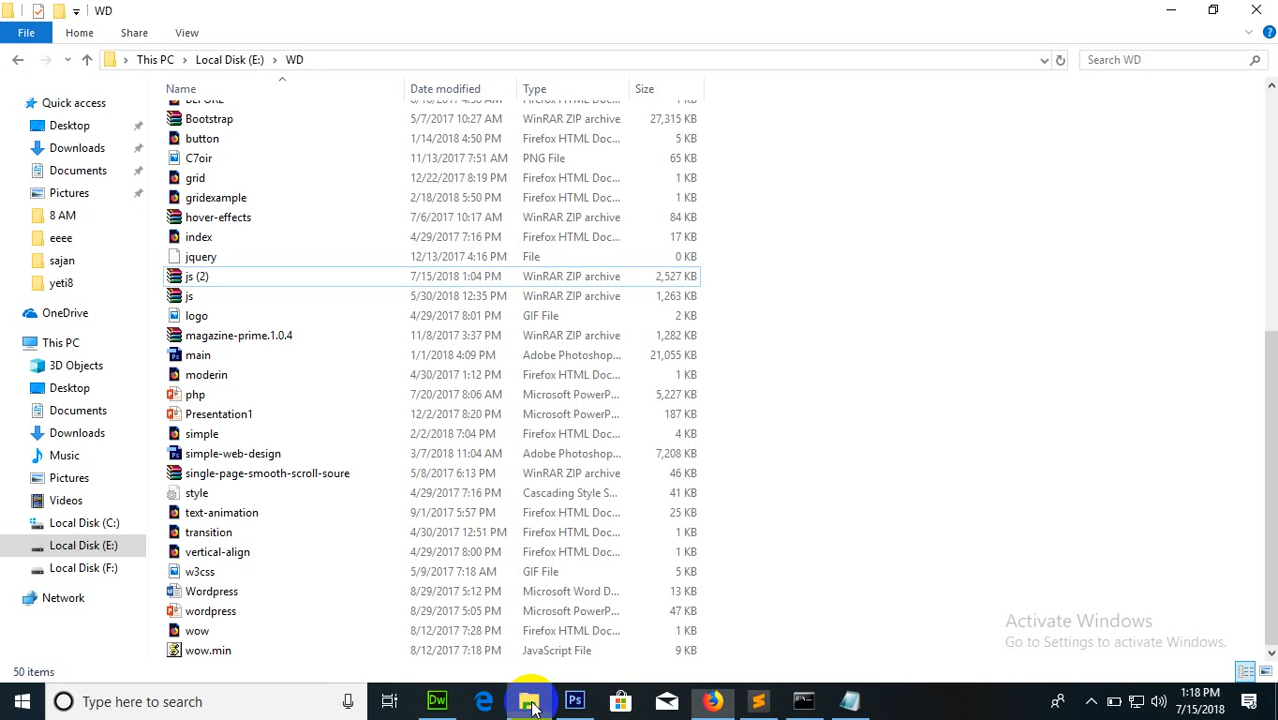 WD
File Home Share View
This PC Local Disk (E:) WD Search WD
Name Date modified Type Size
Quick access
Desktop
Downloads
Documents
Pictures
8 AM
eeee
sajan
yeti8
OneDrive
This PC
3D Objects
Desktop
Documents
Downloads
Music
Pictures
Videos
Local Disk (C:)
Local Disk (E:)
Local Disk (F:)
Network
Bootstrap 5/7/2017 10:27 AM WinRAR archive 27,315 KB
button 1/14/2018 4:50 PM Firefox HTML Doc... 5 KB
C7oir 11/13/2017 7:51 AM PNG File 65 KB
grid 12/22/2017 8:19 PM Firefox HTML Doc... 1 KB
gridexample 2/18/2018 5:50 PM Firefox HTML Doc... 1 KB
hover-effects 7/6/2017 10:17 AM WinRAR ZIP archive 84 KB
index 4/29/2017 7:16 PM Firefox HTML Doc... 17 KB
jquery 12/13/2017 4:16 PM File 0 KB
js (2) 7/15/2018 1:04 PM WinRAR ZIP archive 2,527 KB
js 5/30/2018 12:35 PM WinRAR ZIP archive 1,263 KB
logo 4/29/2017 8:01 PM GIF File 2 KB
magazine-prime.1.0.4 11/8/2017 3:37 PM WinRAR ZIP archive 1,282 KB
main 1/1/2018 4:09 PM Adobe Photoshop... 21,055 KB
moderin 4/30/2017 1:12 PM Firefox HTML Doc... 1 KB
php 7/20/2017 8:06 AM Microsoft PowerP... 5,227 KB
Presentation1 12/2/2017 8:20 PM Microsoft PowerP... 187 KB
simple 2/2/2018 7:04 PM Firefox HTML Doc... 4 KB
simple-web-design 3/7/2018 11:04 AM Adobe Photoshop... 7,208 KB
single-page-smooth-scroll-soure 5/8/2017 6:13 PM WinRAR archive 46 KB
style 4/29/2017 7:16 PM Cascading Style S... 41 KB
text-animation 9/1/2017 5:57 PM Firefox HTML Doc... 25 KB
transition 4/30/2017 12:51 PM Firefox HTML Doc... 1 KB
vertical-align 4/29/2017 8:00 PM Firefox HTML Doc... 1 KB
w3css 5/9/2017 7:18 AM GIF File 5 KB
Wordpress 8/29/2017 5:12 PM Microsoft Word D... 13 KB
wordpress 8/29/2017 5:05 PM Microsoft PowerP... 47 KB
wow 8/12/2017 7:28 PM Firefox HTML Doc... 1 KB
wow.min 8/12/2017 7:18 PM JavaScript File 9 KB
Activate Windows
Go to Settings to activate Windows.
50 items
Type here to search
Dw
Ps
1:18 PM
7/15/2018